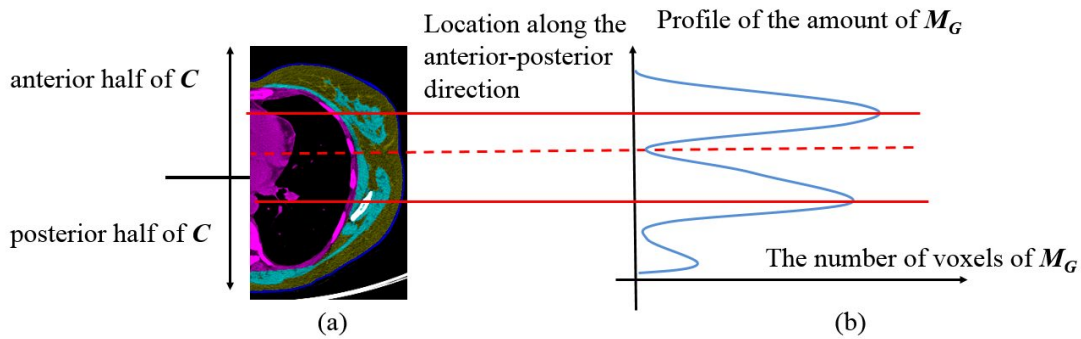 anterior half of C
posterior half of C
Location along the
anterior-posterior
direction
(a)
Profile of the amount of M_G
The number of voxels of M_G
(b)